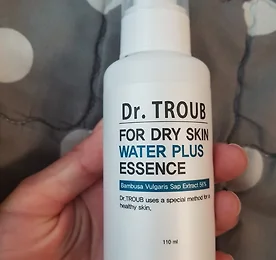 Dr. TROUB
FOR DRY SKIN
WATER PLUS
ESSENCE
Bambusa Vulgaris Sap Extract 55%
Dr.TROUB uses a special method for a
healthy skin.
110 ml